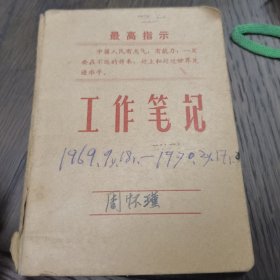 最高指示
中国人民有志气，有能力，一定
要在不远的将来，赶上和超过世界先
进水平。
工作笔记
1969.9.18.—1970.2.17.
周怀瑾